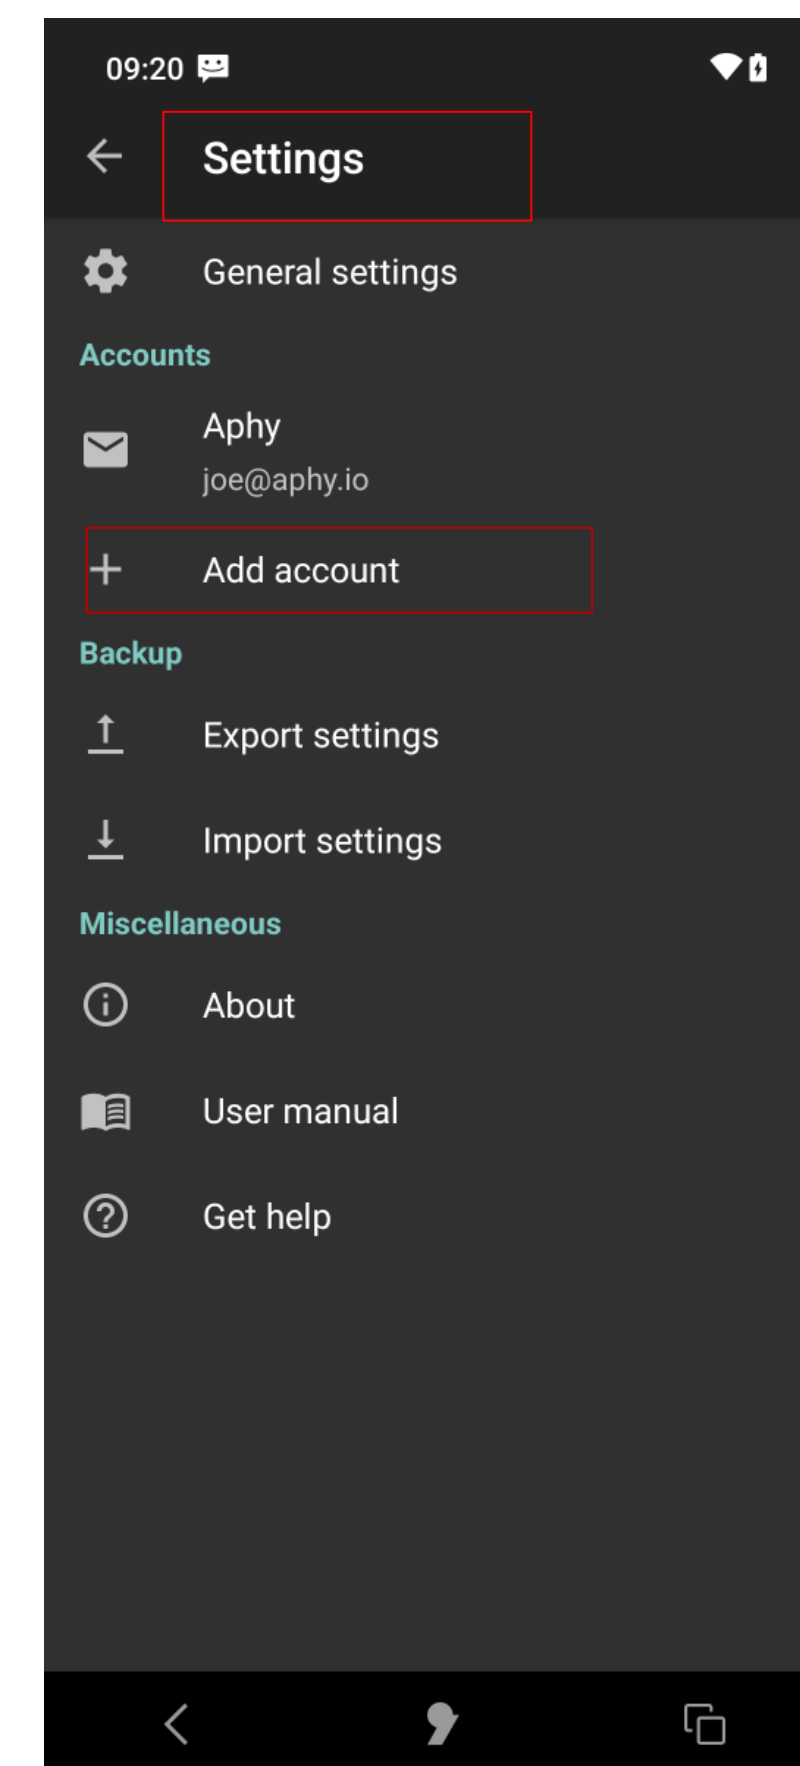 09:20
Settings
General settings
Accounts
Aphy
joe@aphy.io
Add account
Backup
Export settings
Import settings
Miscellaneous
About
User manual
Get help